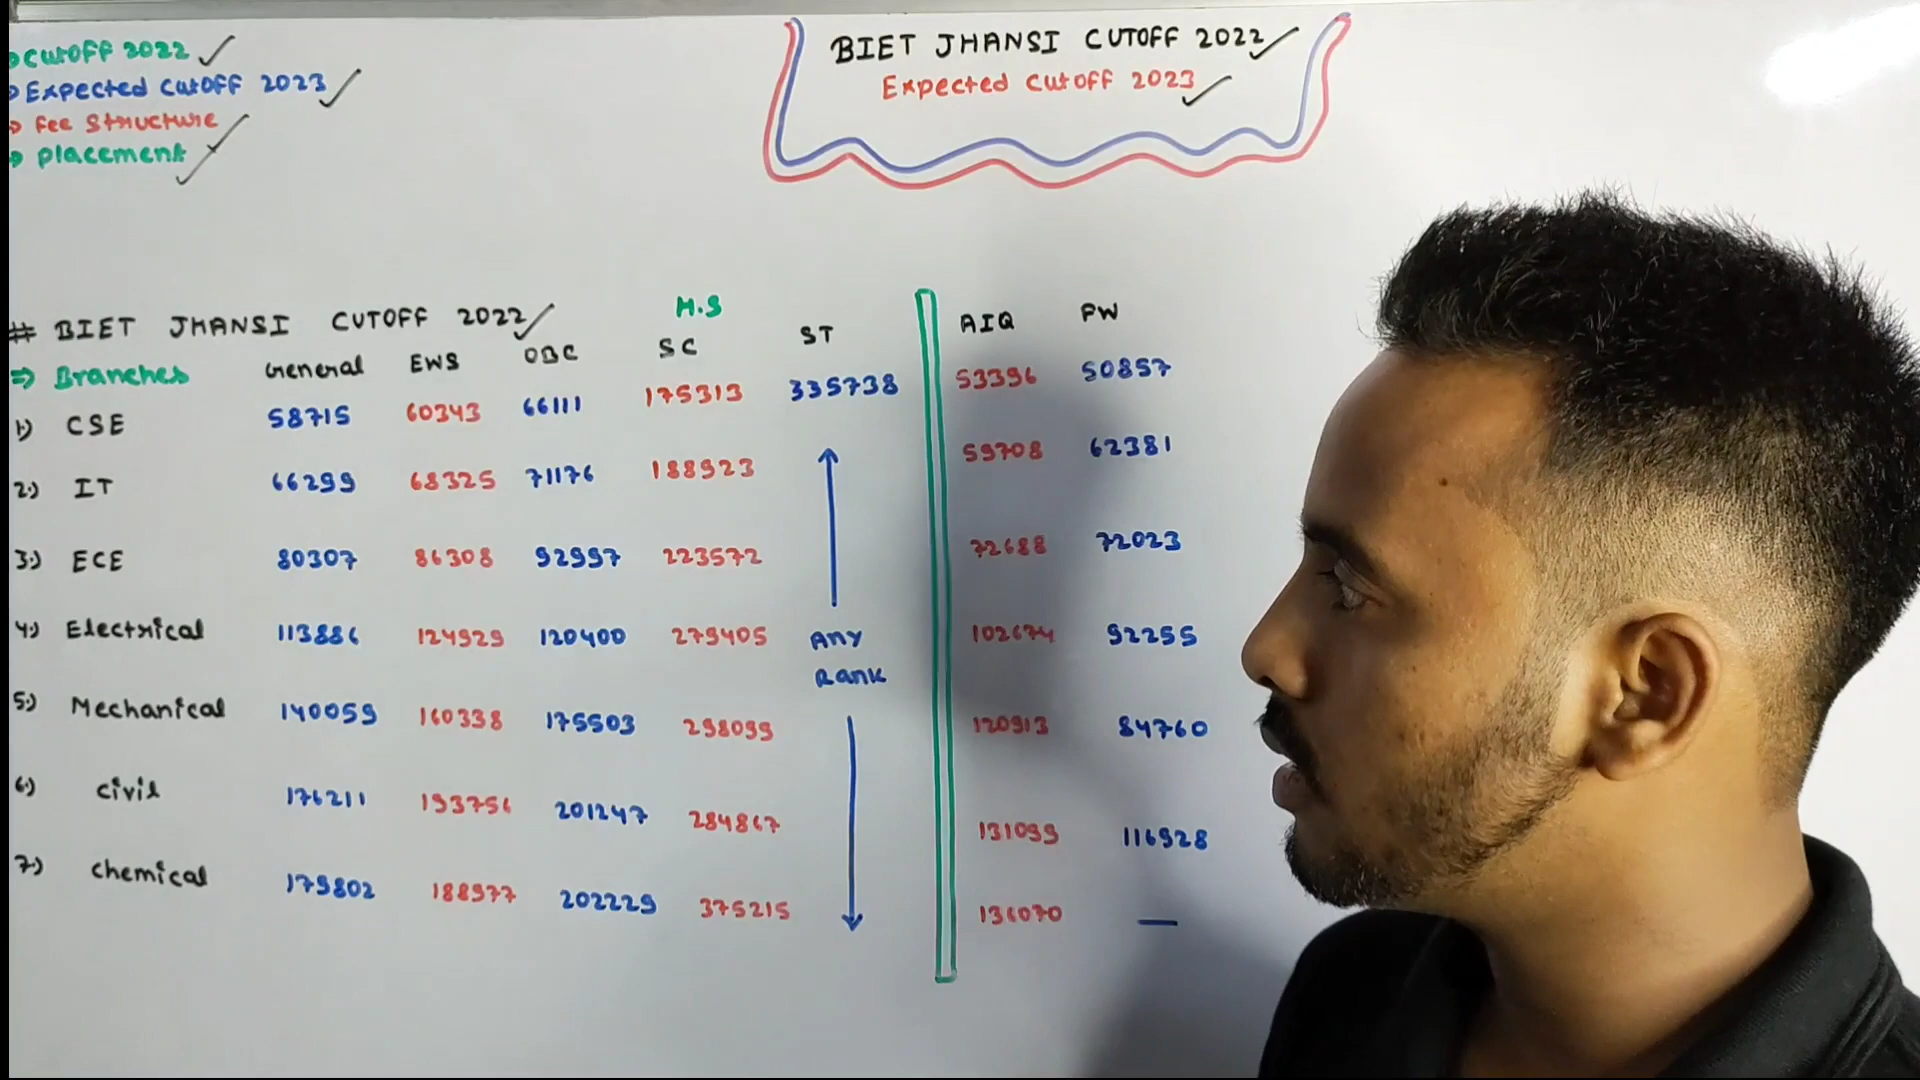 Cutoff 2022
Expected Cutoff 2023
Fee Structure
Placement
BIET JHANSI CUTOFF 2022
Expected Cutoff 2023
# BIET JHANSI CUTOFF 2022
H.S
⇒ Branches General EWS OBC SC ST AIQ PW
1) CSE 58715 60343 66111 175313 335738 53396 50857
2) IT 66299 68325 71176 188923 59708 62381
3) ECE 80307 86308 92997 223572 72688 72023
4) Electrical 113886 124929 120400 279405 Any Rank 102674 92255
5) Mechanical 140059 160338 175503 298099 120913 84760
6) Civil 176211 193756 201247 284867 131099 116928
7) Chemical 179802 188977 202229 375215 136070 —